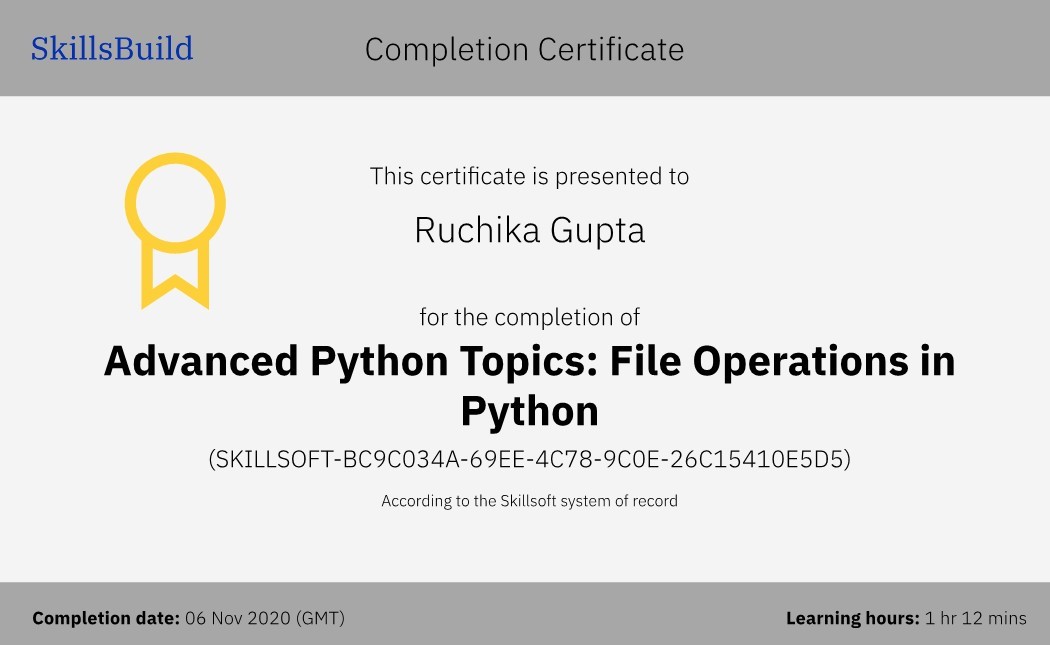 SkillsBuild
Completion Certificate
This certificate is presented to
Ruchika Gupta
for the completion of
Advanced Python Topics: File Operations in
Python
(SKILLSOFT-BC9C034A-69EE-4C78-9C0E-26C15410E5D5)
According to the Skillsoft system of record
Completion date: 06 Nov 2020 (GMT)
Learning hours: 1 hr 12 mins